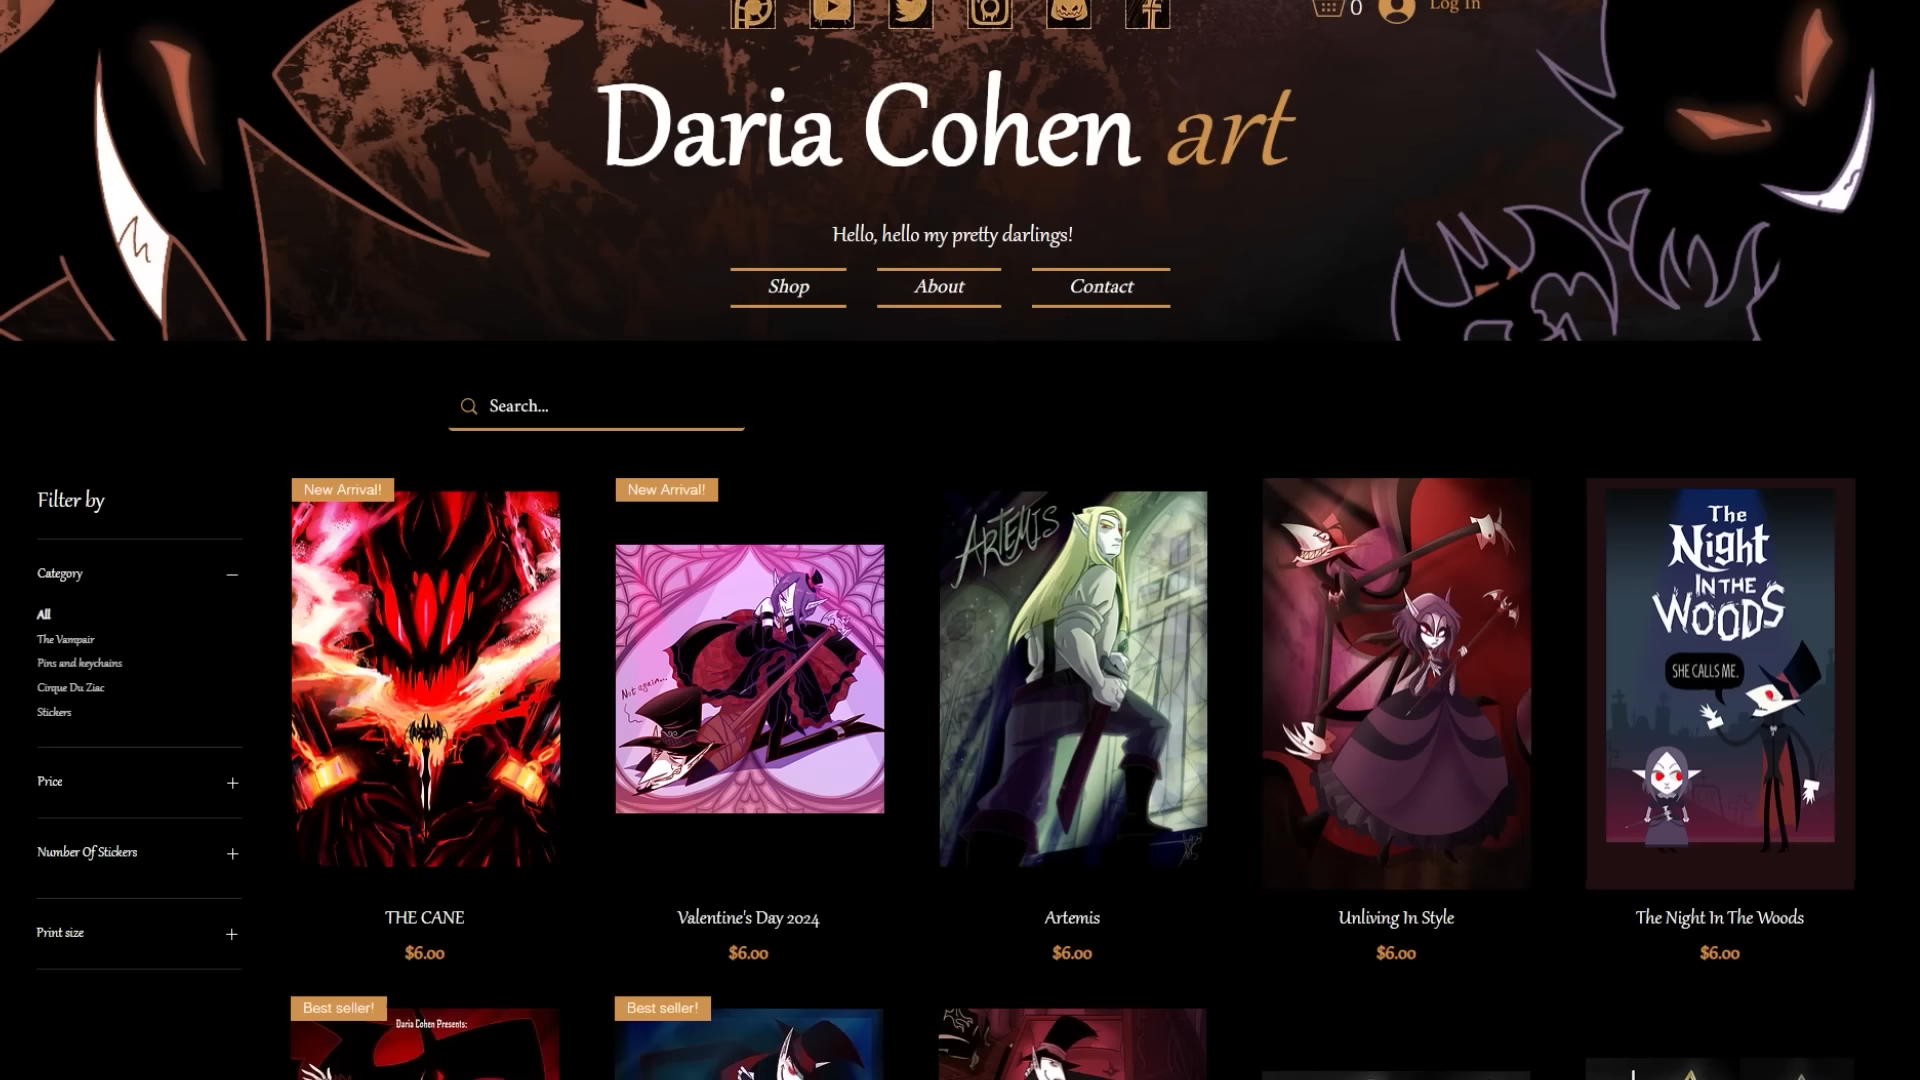 0
Log In
Daria Cohen art
Hello, hello my pretty darlings!
Shop
About
Contact
Search...
Filter by
Category
All
The Vampair
Pins and keychains
Cirque Du Ziac
Stickers
Price
Number Of Stickers
Print size
New Arrival!
THE CANE
$6.00
New Arrival!
Not again...
Valentine's Day 2024
$6.00
ARTEMIS
Artemis
$6.00
Unliving In Style
$6.00
The
Night
IN THE
WOODS
SHE CALLS ME.
The Night In The Woods
$6.00
Best seller!
Daria Cohen Presents:
Best seller!